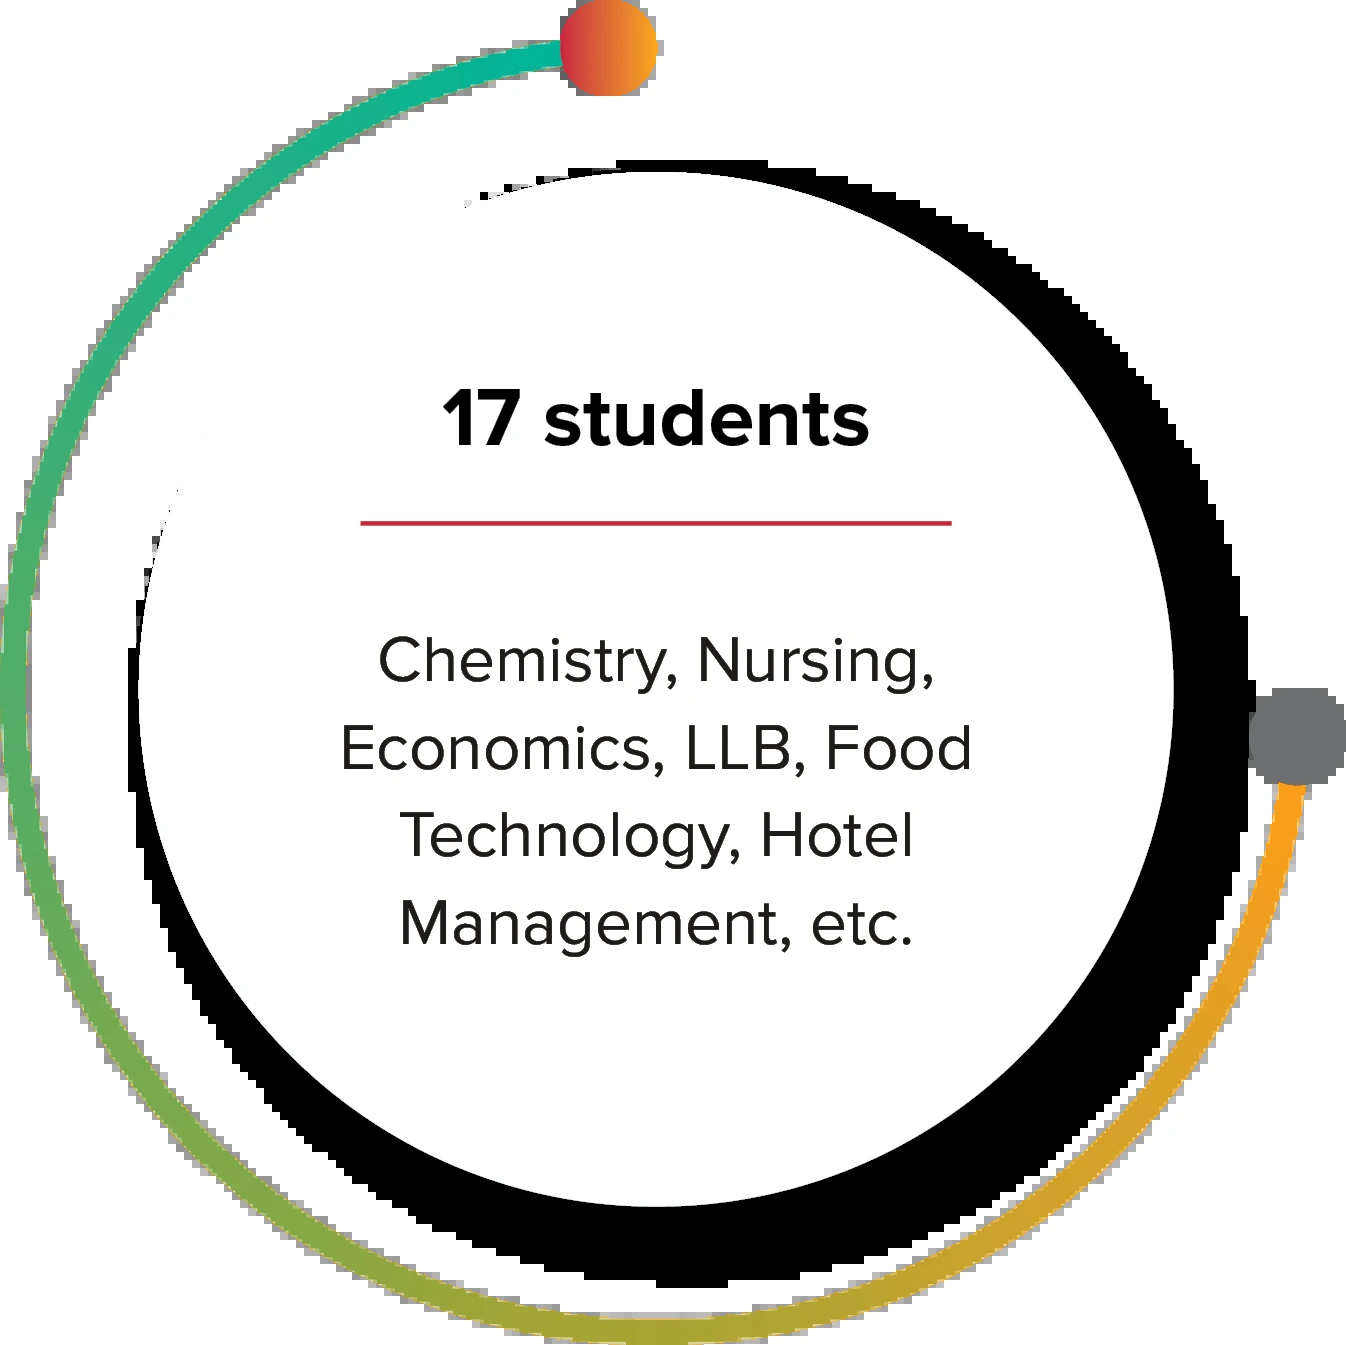 17 students
Chemistry, Nursing,
Economics, LLB, Food
Technology, Hotel
Management, etc.